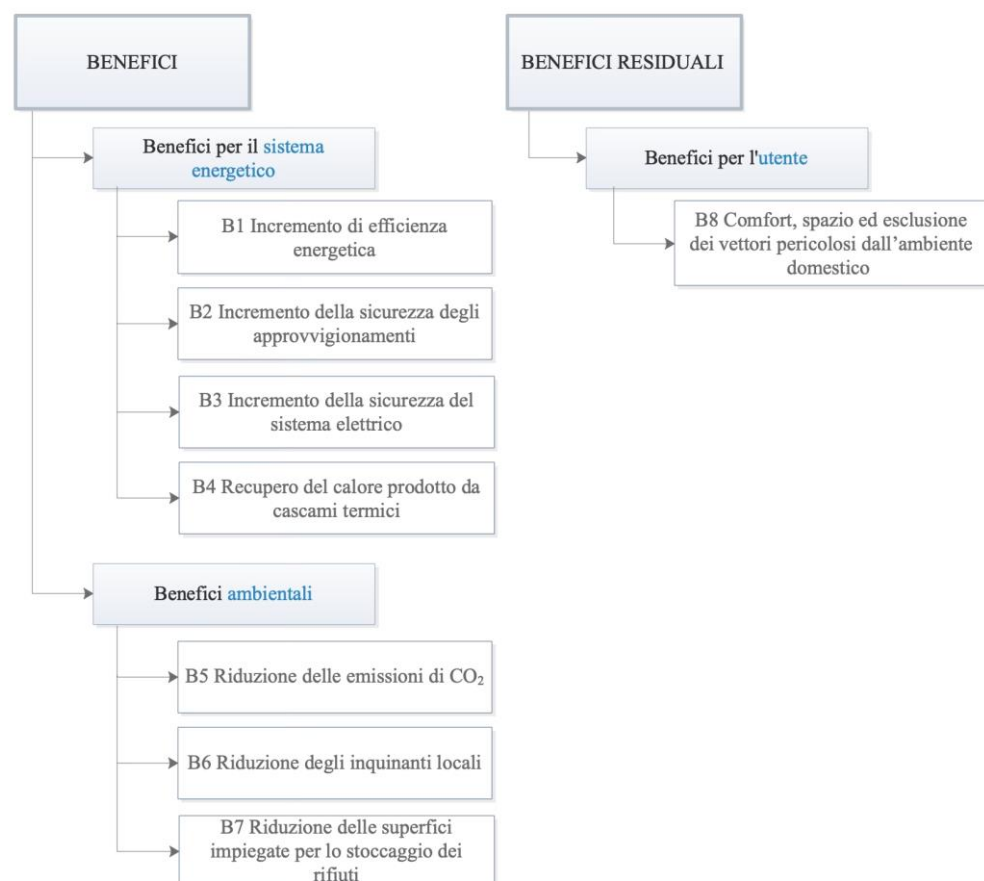 BENEFICI
Benefici per il sistema
energetico
B1 Incremento di efficienza
energetica
B2 Incremento della sicurezza degli
approvvigionamenti
B3 Incremento della sicurezza del
sistema elettrico
B4 Recupero del calore prodotto da
cascami termici
Benefici ambientali
B5 Riduzione delle emissioni di CO₂
B6 Riduzione degli inquinanti locali
B7 Riduzione delle superfici
impiegate per lo stoccaggio dei
rifiuti
BENEFICI RESIDUALI
Benefici per l'utente
B8 Comfort, spazio ed esclusione
dei vettori pericolosi dall’ambiente
domestico